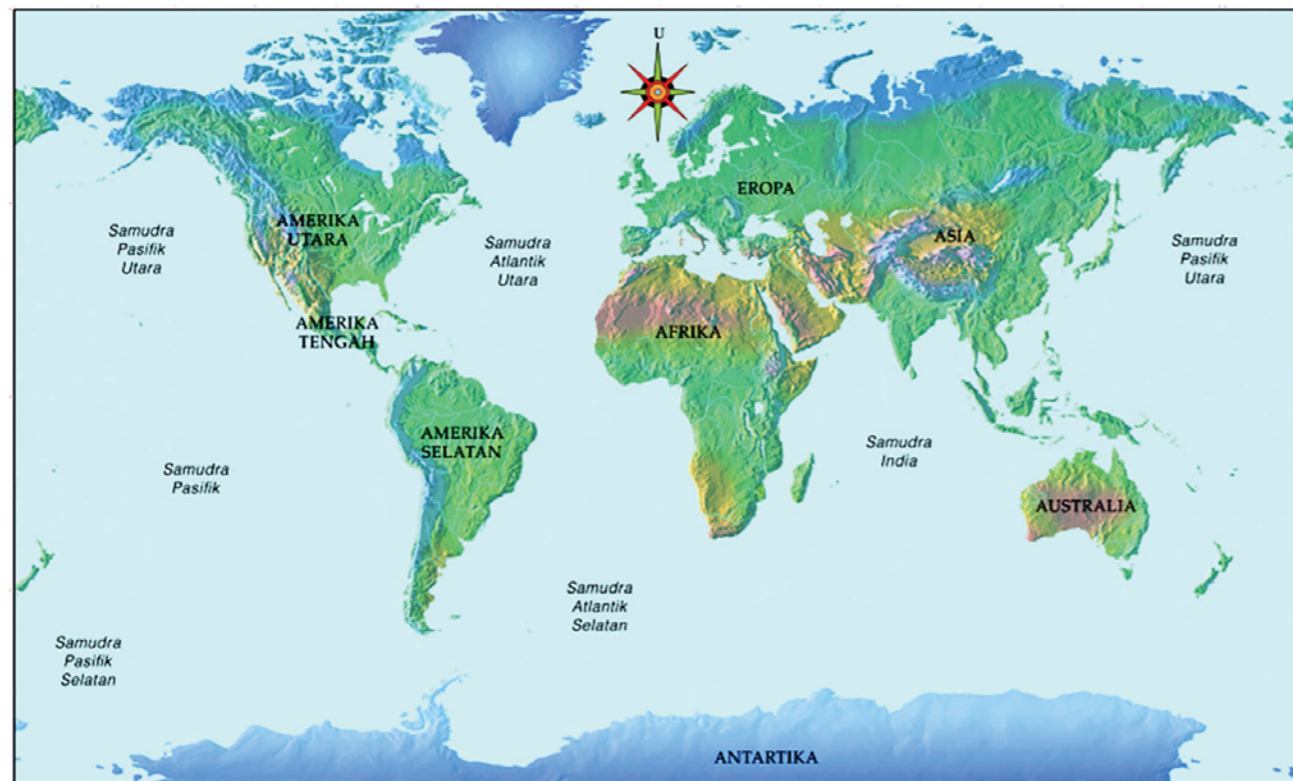 U
EROPA
AMERIKA
UTARA
Samudra
Pasifik
Utara
Samudra
Atlantik
Utara
ASIA
Samudra
Pasifik
Utara
AMERIKA
TENGAH
AFRIKA
AMERIKA
SELATAN
Samudra
India
Samudra
Pasifik
AUSTRALIA
Samudra
Atlantik
Selatan
Samudra
Pasifik
Selatan
ANTARTIKA